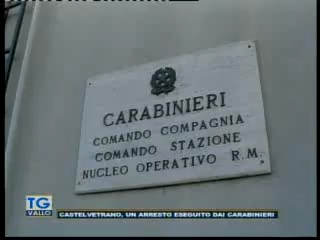 CARABINIERI
COMANDO COMPAGNIA
COMANDO STAZIONE
NUCLEO OPERATIVO R.M.
TG
VALLO
CASTELVETRANO, UN ARRESTO ESEGUITO DAI CARABINIERI